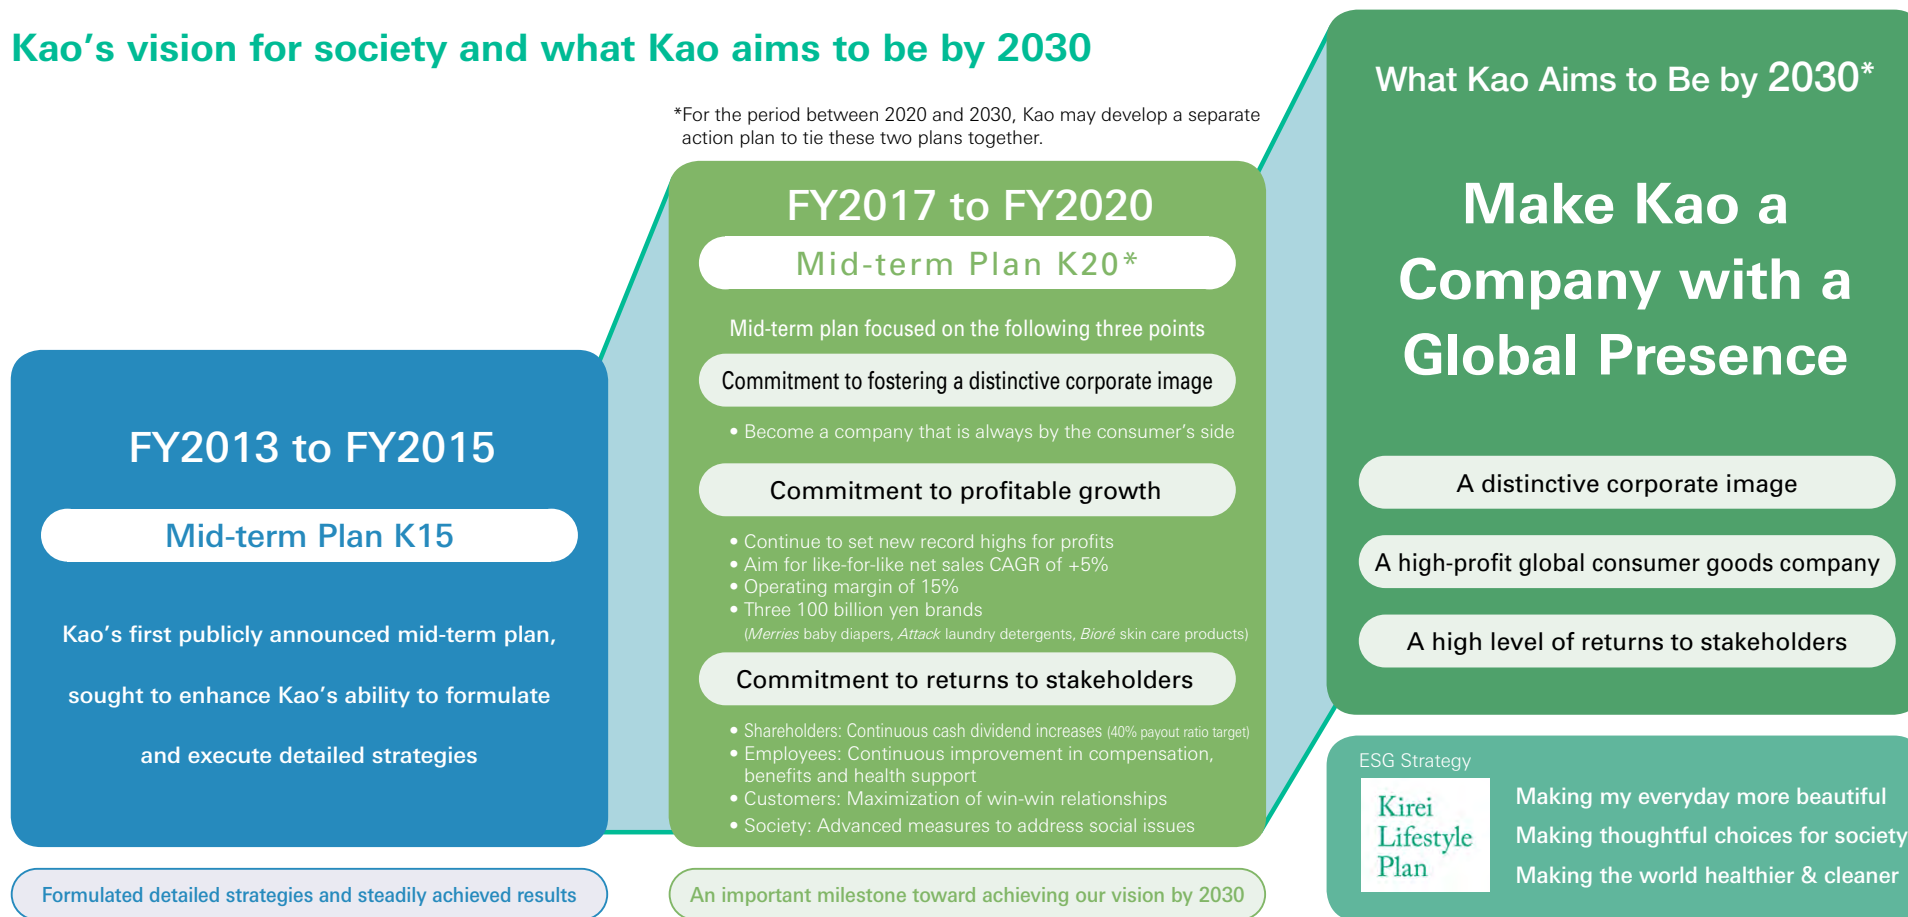 Kao's vision for society and what Kao aims to be by 2030
*For the period between 2020 and 2030, Kao may develop a separate
action plan to tie these two plans together.
FY2013 to FY2015
Mid-term Plan K15
Kao's first publicly announced mid-term plan,
sought to enhance Kao's ability to formulate
and execute detailed strategies
Formulated detailed strategies and steadily achieved results
FY2017 to FY2020
Mid-term Plan K20*
Mid-term plan focused on the following three points
Commitment to fostering a distinctive corporate image
• Become a company that is always by the consumer's side
Commitment to profitable growth
• Continue to set new record highs for profits
• Aim for like-for-like net sales CAGR of +5%
• Operating margin of 15%
• Three 100 billion yen brands
(Merries baby diapers, Attack laundry detergents, Bioré skin care products)
Commitment to returns to stakeholders
• Shareholders: Continuous cash dividend increases (40% payout ratio target)
• Employees: Continuous improvement in compensation,
benefits and health support
• Customers: Maximization of win-win relationships
• Society: Advanced measures to address social issues
An important milestone toward achieving our vision by 2030
What Kao Aims to Be by 2030*
Make Kao a
Company with a
Global Presence
A distinctive corporate image
A high-profit global consumer goods company
A high level of returns to stakeholders
ESG Strategy
Kirei
Lifestyle
Plan
Making my everyday more beautiful
Making thoughtful choices for society
Making the world healthier & cleaner